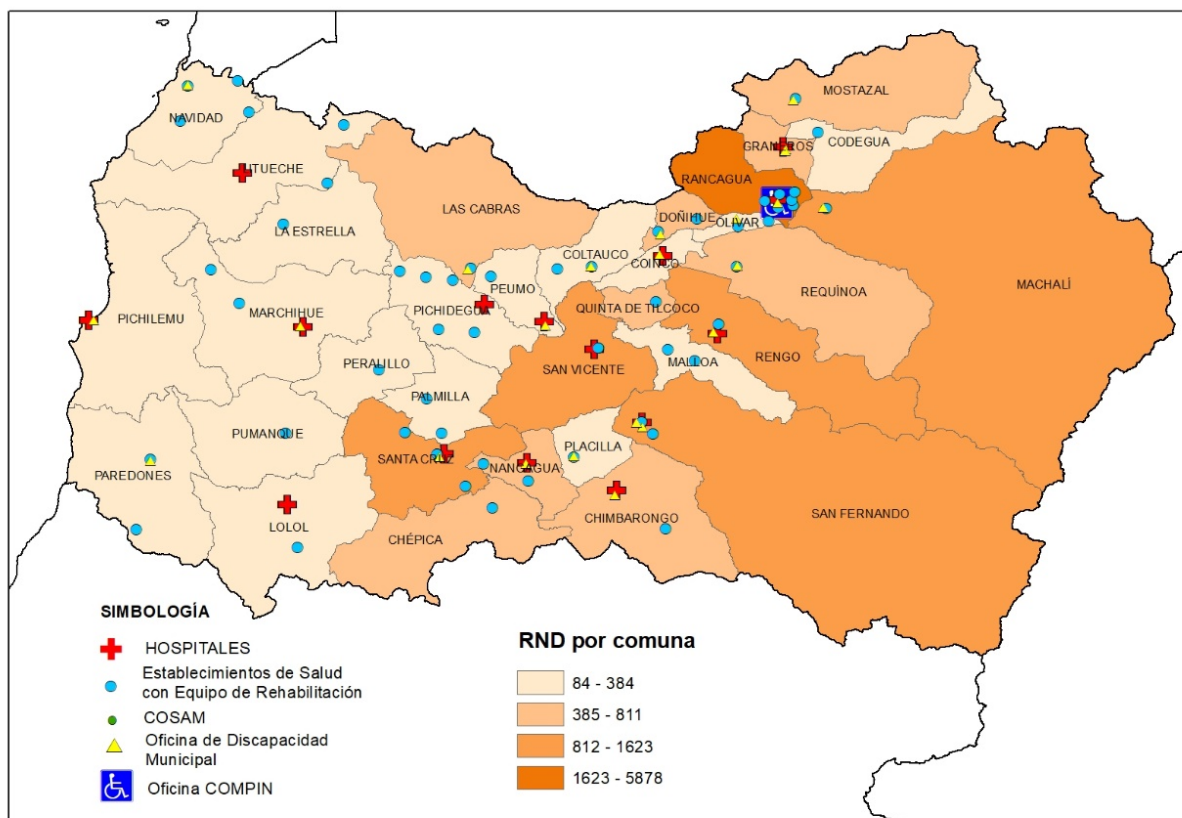 MOSTAZAL
NAVIDAD
CODEGUA
GRANEROS
LITUECHE
RANCAGUA
LAS CABRAS
DOÑIHUE
OLIVAR
LA ESTRELLA
COLTAUCO
COINCO
PEUMO
MACHALÍ
REQUÍNOA
PICHILEMU
MARCHIHUE
PICHIDEGUA
QUINTA DE TILCOCO
RENGO
PERALILLO
SAN VICENTE
MALLOA
PALMILLA
PUMANQUE
PLACILLA
PAREDONES
SANTA CRUZ
NANCAGUA
SAN FERNANDO
LOLOL
CHIMBARONGO
CHÉPICA
SIMBOLOGÍA
HOSPITALES
Establecimientos de Salud
con Equipo de Rehabilitación
COSAM
Oficina de Discapacidad
Municipal
Oficina COMPIN
RND por comuna
84 - 384
385 - 811
812 - 1623
1623 - 5878